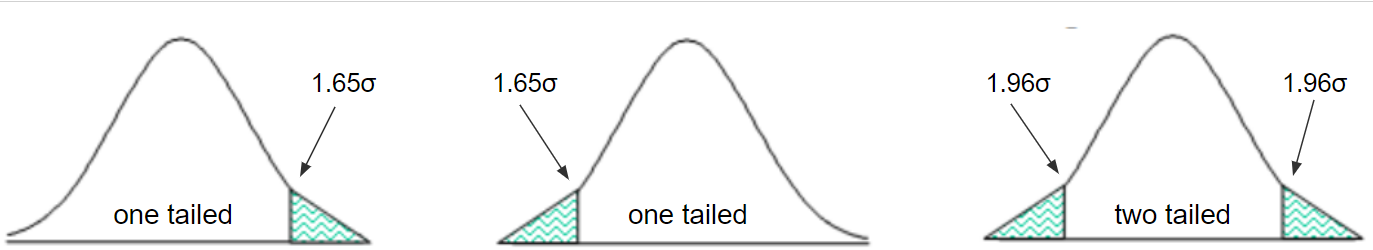 1.65σ
one tailed
1.65σ
one tailed
1.96σ
1.96σ
two tailed